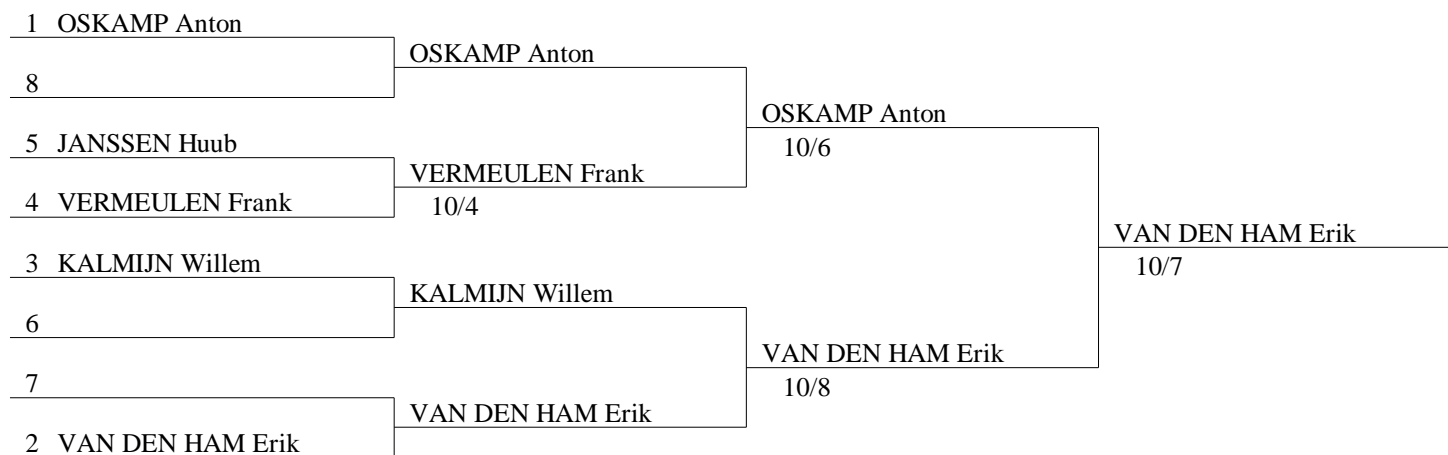 1 OSKAMP Anton
8
5 JANSSEN Huub
4 VERMEULEN Frank
3 KALMIJN Willem
6
7
2 VAN DEN HAM Erik
OSKAMP Anton
VERMEULEN Frank
10/4
KALMIJN Willem
VAN DEN HAM Erik
OSKAMP Anton
10/6
VAN DEN HAM Erik
10/8
VAN DEN HAM Erik
10/7